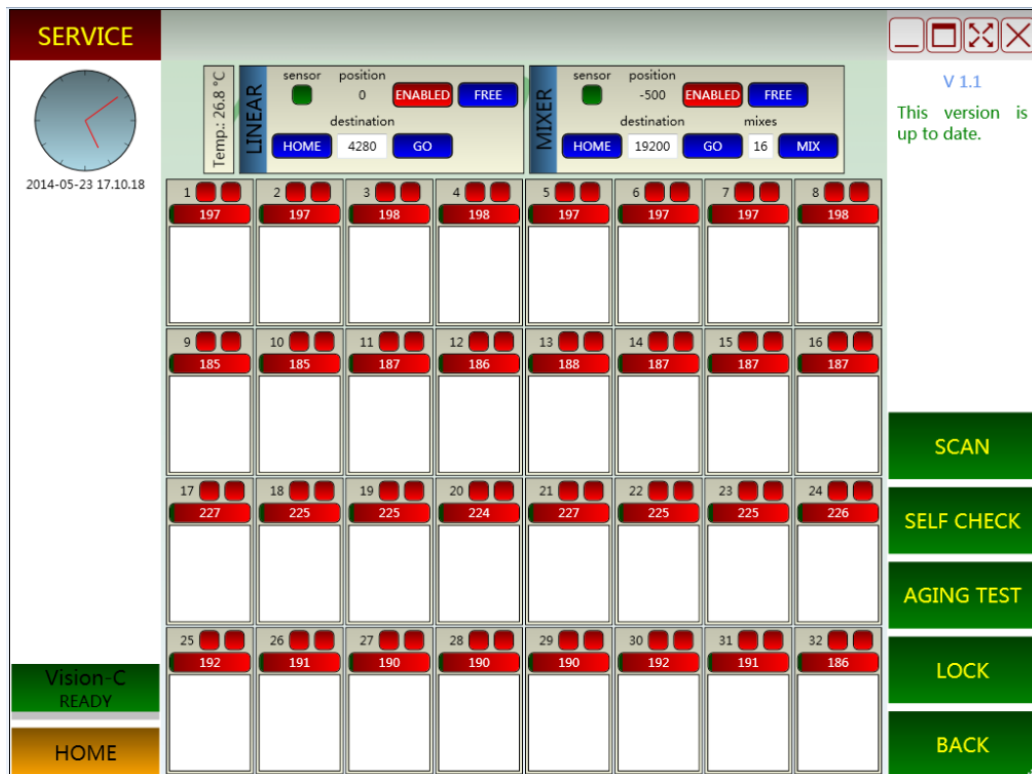 SERVICE
2014-05-23 17.10.18
Temp.: 26.8 °C
LINEAR
sensor position
0 ENABLED FREE
destination
HOME 4280 GO
MIXER
sensor position
-500 ENABLED FREE
destination mixes
HOME 19200 GO 16 MIX
V 1.1
This version is
up to date.
1 2 3 4 5 6 7 8
197 197 198 198 197 197 197 198
9 10 11 12 13 14 15 16
185 185 187 186 188 187 187 187
17 18 19 20 21 22 23 24
227 225 225 224 227 225 225 226
25 26 27 28 29 30 31 32
192 191 190 190 190 192 191 186
SCAN
SELF CHECK
AGING TEST
LOCK
BACK
Vision-C
READY
HOME